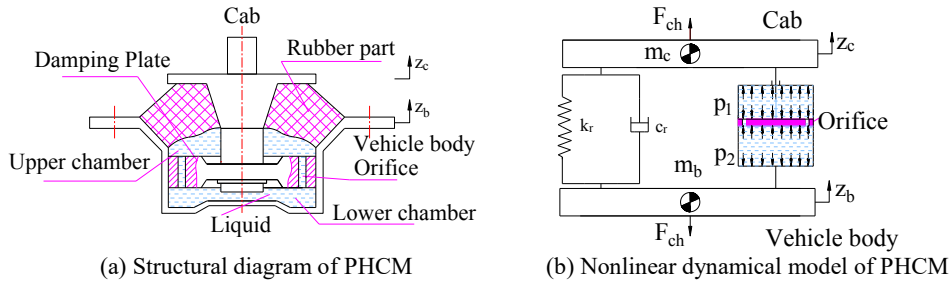 Cab
Damping Plate
Rubber part
z_c
z_b
Upper chamber
Vehicle body
Orifice
Liquid
Lower chamber
(a) Structural diagram of PHCM
F_ch
Cab
m_c
z_c
k_r
c_r
p_1
Orifice
p_2
m_b
z_b
F_ch
Vehicle body
(b) Nonlinear dynamical model of PHCM